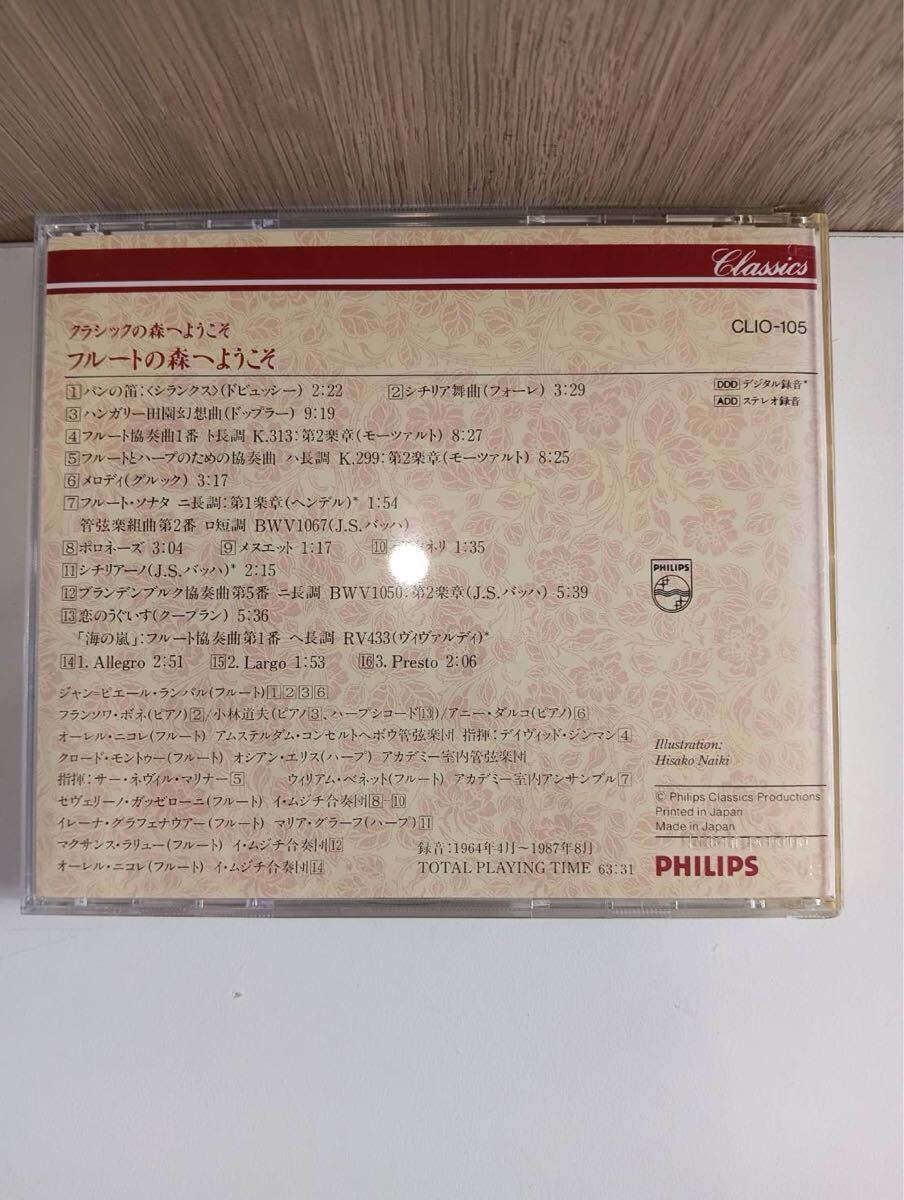 Classics
クラシックの森へようこそ
CLIO-105
フルートの森へようこそ
DDD デジタル録音*
ADD ステレオ録音
1 パンの笛:〈シランクス〉(ドビュッシー) 2:22 2 シチリア舞曲(フォーレ) 3:29
3 ハンガリー田園幻想曲(ドップラー) 9:19
4 フルート協奏曲1番 ト長調 K.313:第2楽章(モーツァルト) 8:27
5 フルートとハープのための協奏曲 ハ長調 K.299:第2楽章(モーツァルト) 8:25
6 メロディ(グルック) 3:17
7 フルート・ソナタ ニ長調:第1楽章(ヘンデル)* 1:54
管弦楽組曲第2番 ロ短調 BWV1067(J.S.バッハ)
8 ポロネーズ 3:04 9 メヌエット 1:17 10 ネリ 1:35
11 シチリアーノ(J.S.バッハ)* 2:15
12 ブランデンブルク協奏曲第5番 ニ長調 BWV1050:第2楽章(J.S.バッハ) 5:39
13 恋のうぐいす(クープラン) 5:36
「海の嵐」:フルート協奏曲第1番 ヘ長調 RV433(ヴィヴァルディ)*
14 1. Allegro 2:51 15 2. Largo 1:53 16 3. Presto 2:06
PHILIPS
ジャン=ピエール・ランパル(フルート)1 2 3 6
フランソワ・ボネ(ピアノ)2/小林道夫(ピアノ3、ハープシコード13)/アニー・ダルコ(ピアノ)6
オーレル・ニコレ(フルート) アムステルダム・コンセルトヘボウ管弦楽団 指揮:デイヴィッド・ジンマン4
クロード・モントゥー(フルート) オシアン・エリス(ハープ) アカデミー室内管弦楽団
指揮:サー・ネヴィル・マリナー5 ウィリアム・ベネット(フルート) アカデミー室内アンサンブル7
セヴェリーノ・ガッゼローニ(フルート) イ・ムジチ合奏団8-10
イレーナ・グラフェナウアー(フルート) マリア・グラーフ(ハープ)11
マクサンス・ラリュー(フルート) イ・ムジチ合奏団12
オーレル・ニコレ(フルート) イ・ムジチ合奏団14
録音:1964年4月〜1987年8月
TOTAL PLAYING TIME 63:31
Illustration:
Hisako Naiki
© Philips Classics Productions
Printed in Japan
Made in Japan
PHILIPS